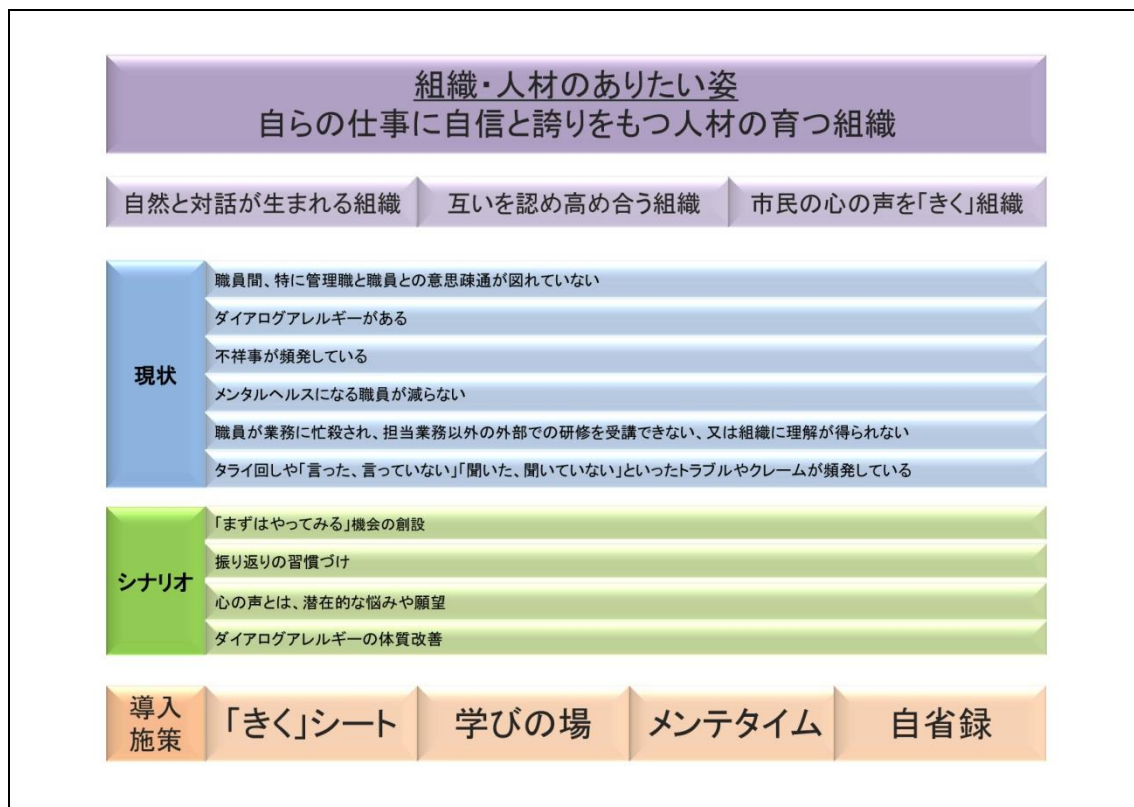 組織・人材のありたい姿
自らの仕事に自信と誇りをもつ人材の育つ組織
自然と対話が生まれる組織
互いを認め高め合う組織
市民の心の声を「きく」組織
現状
職員間、特に管理職と職員との意思疎通が図れていない
ダイアログアレルギーがある
不祥事が頻発している
メンタルヘルスになる職員が減らない
職員が業務に忙殺され、担当業務以外の外部での研修を受講できない、又は組織に理解が得られない
タライ回しや「言った、言っていない」「聞いた、聞いていない」といったトラブルやクレームが頻発している
シナリオ
「まずはやってみる」機会の創設
振り返りの習慣づけ
心の声とは、潜在的な悩みや願望
ダイアログアレルギーの体質改善
導入
施策
「きく」シート
学びの場
メンテタイム
自省録